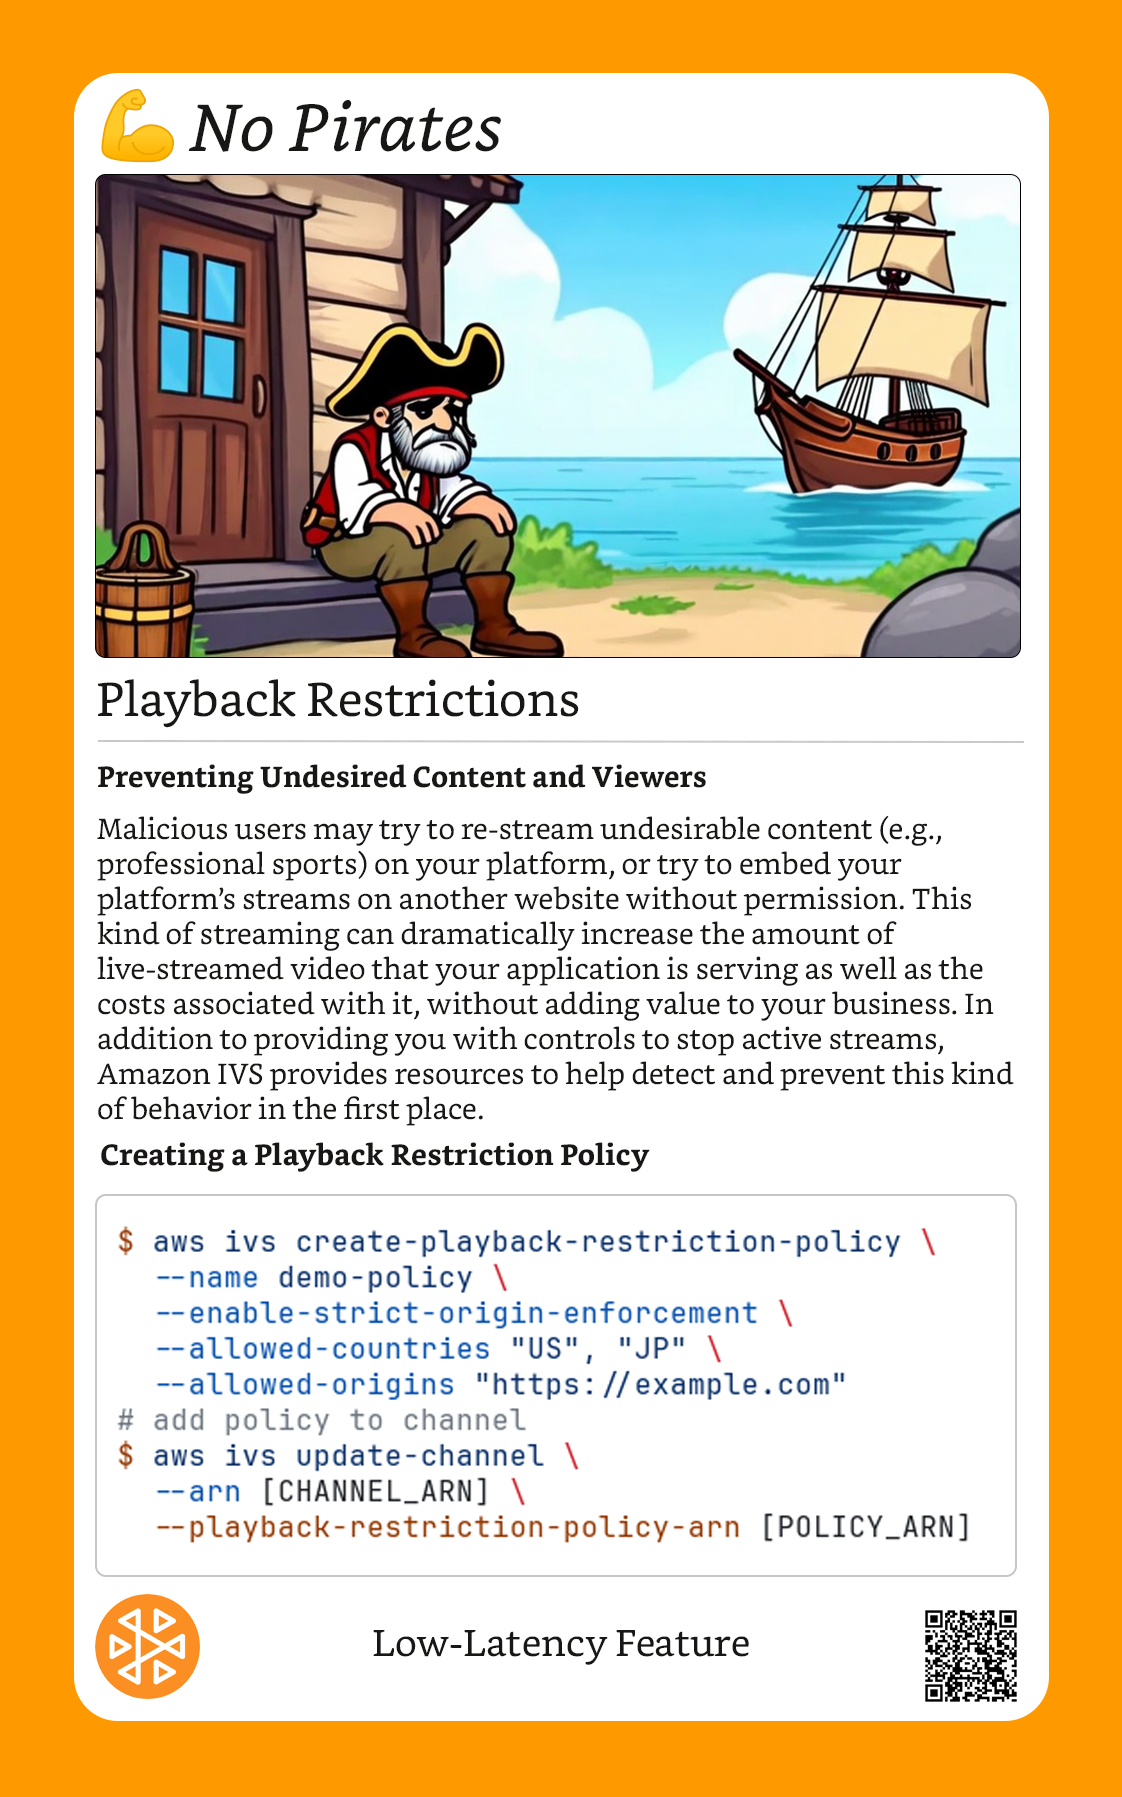 No Pirates
Playback Restrictions
Preventing Undesired Content and Viewers
Malicious users may try to re-stream undesirable content (e.g.,
professional sports) on your platform, or try to embed your
platform’s streams on another website without permission. This
kind of streaming can dramatically increase the amount of
live-streamed video that your application is serving as well as the
costs associated with it, without adding value to your business. In
addition to providing you with controls to stop active streams,
Amazon IVS provides resources to help detect and prevent this kind
of behavior in the first place.
Creating a Playback Restriction Policy
$ aws ivs create-playback-restriction-policy \
--name demo-policy \
--enable-strict-origin-enforcement \
--allowed-countries "US", "JP" \
--allowed-origins "https://example.com"
# add policy to channel
$ aws ivs update-channel \
--arn [CHANNEL_ARN] \
--playback-restriction-policy-arn [POLICY_ARN]
Low-Latency Feature